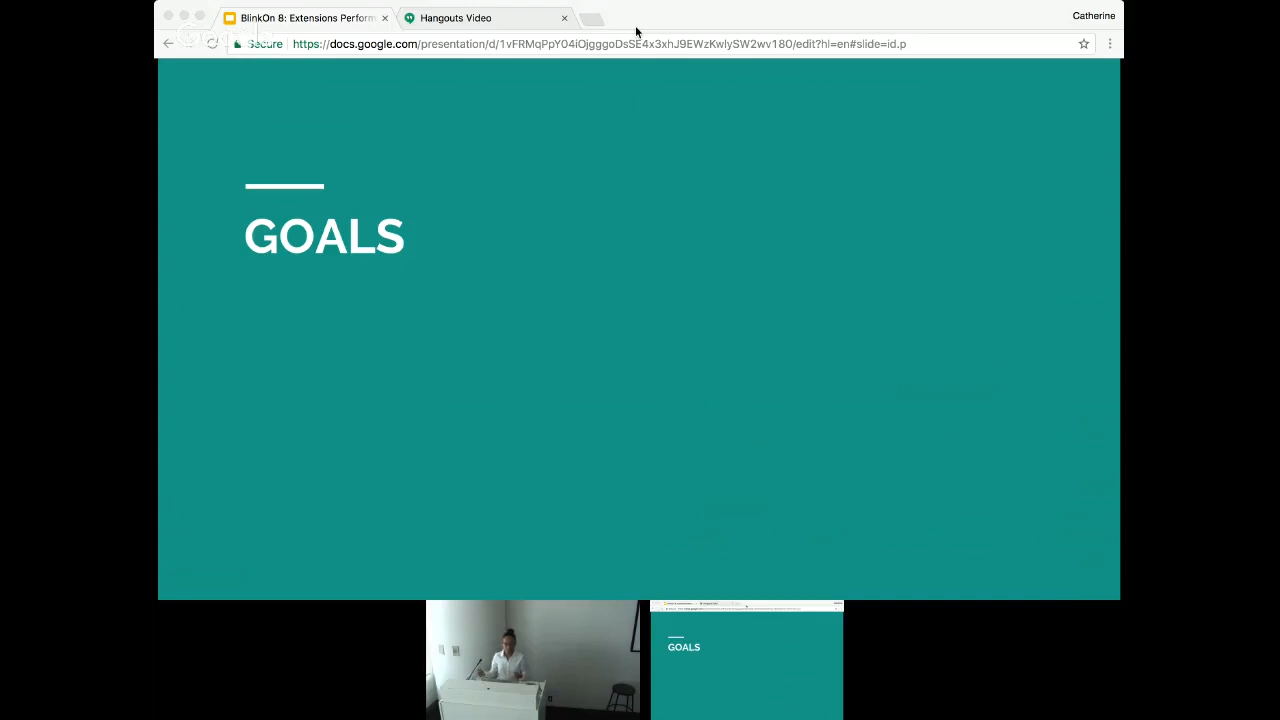 BlinkOn 8: Extensions Perform
Hangouts Video
Catherine
Secure
https://docs.google.com/presentation/d/1vFRMqPpY04iOjgggoDsSE4x3xhJ9EWzKwlySW2wv180/edit?hl=en#slide=id.p
GOALS
GOALS